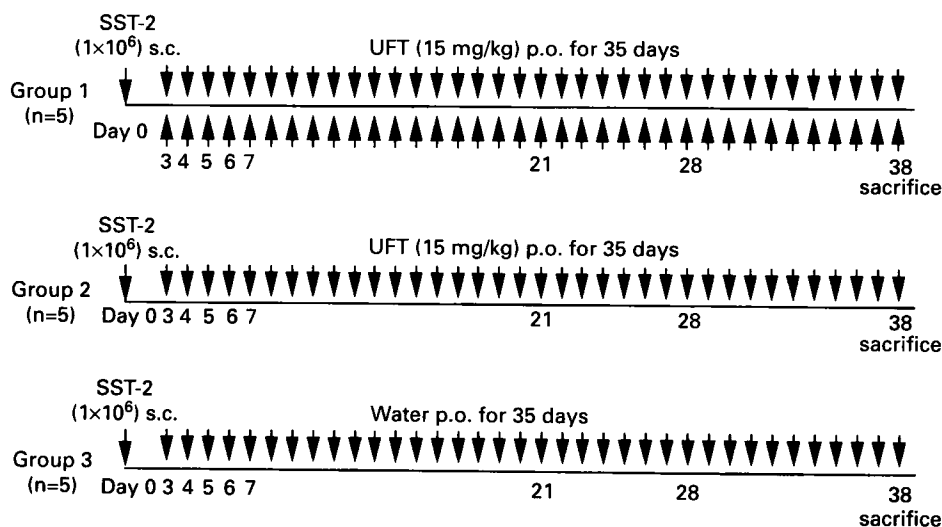 SST-2
(1×10⁶) s.c.
UFT (15 mg/kg) p.o. for 35 days
Group 1
(n=5)
Day 0
3 4 5 6 7 21 28 38
sacrifice
SST-2
(1×10⁶) s.c.
UFT (15 mg/kg) p.o. for 35 days
Group 2
(n=5)
Day 0 3 4 5 6 7 21 28 38
sacrifice
SST-2
(1×10⁶) s.c.
Water p.o. for 35 days
Group 3
(n=5)
Day 0 3 4 5 6 7 21 28 38
sacrifice